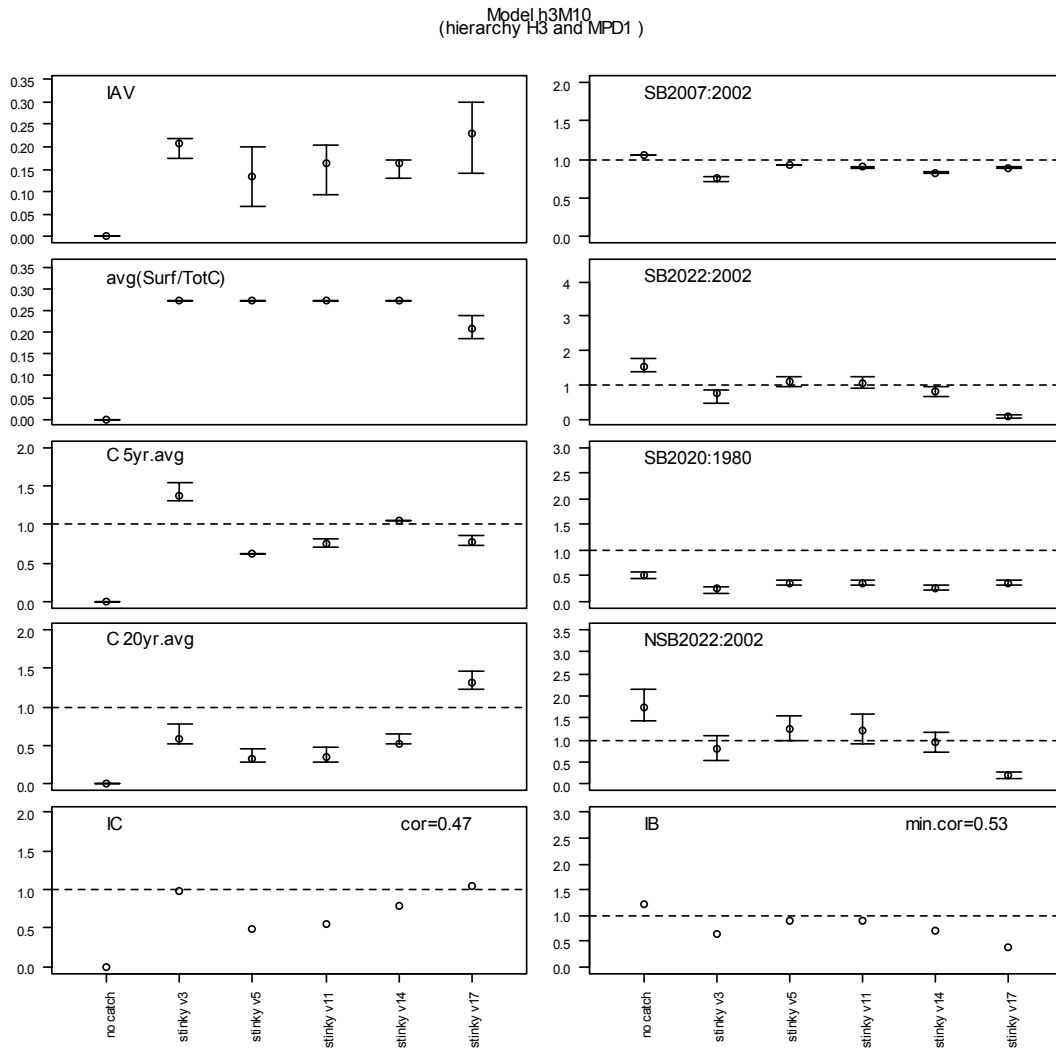 Model h3M10
(hierarchy H3 and MPD1 )
IAV
0.35
0.30
0.25
0.20
0.15
0.10
0.05
0.00
SB2007:2002
2.0
1.5
1.0
0.5
0.0
avg(Surf/TotC)
0.35
0.30
0.25
0.20
0.15
0.10
0.05
0.00
SB2022:2002
4
3
2
1
0
C 5yr.avg
2.0
1.5
1.0
0.5
0.0
SB2020:1980
3.0
2.5
2.0
1.5
1.0
0.5
0.0
C 20yr.avg
2.0
1.5
1.0
0.5
0.0
NSB2022:2002
3.5
3.0
2.5
2.0
1.5
1.0
0.5
0.0
IC cor=0.47
2.0
1.5
1.0
0.5
0.0
IB min.cor=0.53
3.0
2.5
2.0
1.5
1.0
0.5
0.0
no catch
stinky v3
stinky v5
stinky v11
stinky v14
stinky v17
no catch
stinky v3
stinky v5
stinky v11
stinky v14
stinky v17